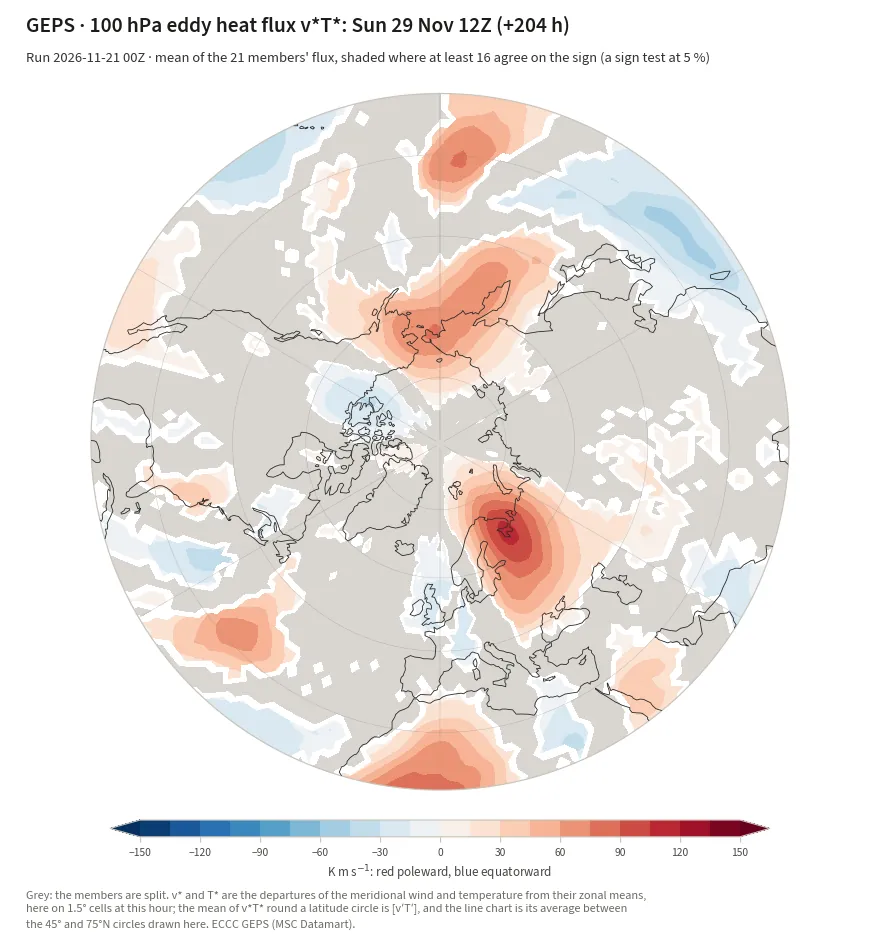 GEPS · 100 hPa eddy heat flux v*T*: Sun 29 Nov 12Z (+204 h)
Run 2026-11-21 00Z · mean of the 21 members' flux, shaded where at least 16 agree on the sign (a sign test at 5 %)
−150 −120 −90 −60 −30 0 30 60 90 120 150
K m s⁻¹: red poleward, blue equatorward
Grey: the members are split. v* and T* are the departures of the meridional wind and temperature from their zonal means,
here on 1.5° cells at this hour; the mean of v*T* round a latitude circle is [v′T′], and the line chart is its average between
the 45° and 75°N circles drawn here. ECCC GEPS (MSC Datamart).